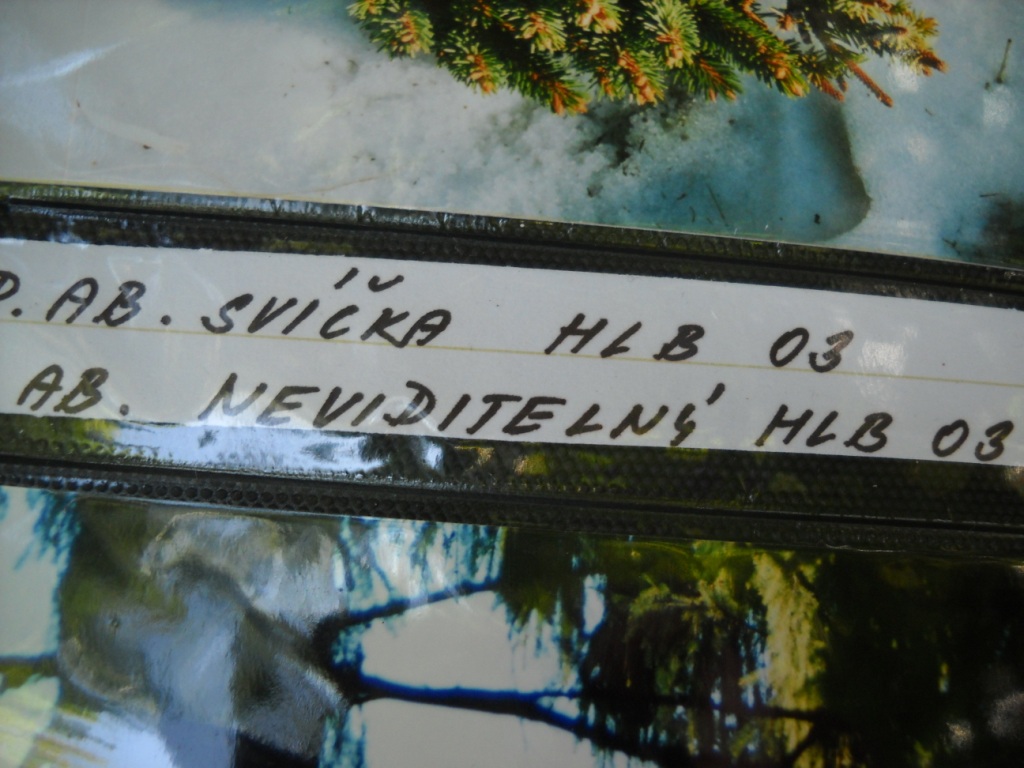 P. AB. SVÍČKA HLB 03
AB. NEVIDITELNÝ HLB 03